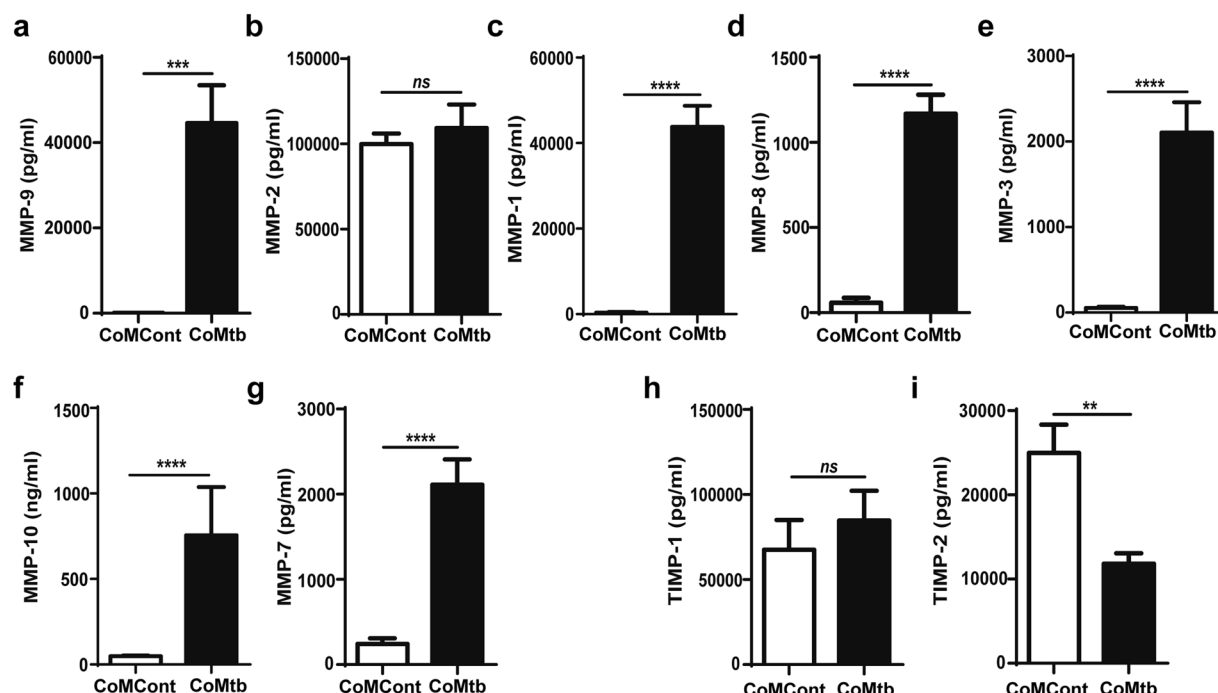 a
MMP-9 (pg/ml)
60000
40000
20000
0
***
CoMCont CoMtb
b
MMP-2 (pg/ml)
150000
100000
50000
0
ns
CoMCont CoMtb
c
MMP-1 (pg/ml)
60000
40000
20000
0
****
CoMCont CoMtb
d
MMP-8 (pg/ml)
1500
1000
500
0
****
CoMCont CoMtb
e
MMP-3 (pg/ml)
3000
2000
1000
0
****
CoMCont CoMtb
f
MMP-10 (ng/ml)
1500
1000
500
0
****
CoMCont CoMtb
g
MMP-7 (pg/ml)
3000
2000
1000
0
****
CoMCont CoMtb
h
TIMP-1 (pg/ml)
150000
100000
50000
0
ns
CoMCont CoMtb
i
TIMP-2 (pg/ml)
30000
20000
10000
0
**
CoMCont CoMtb